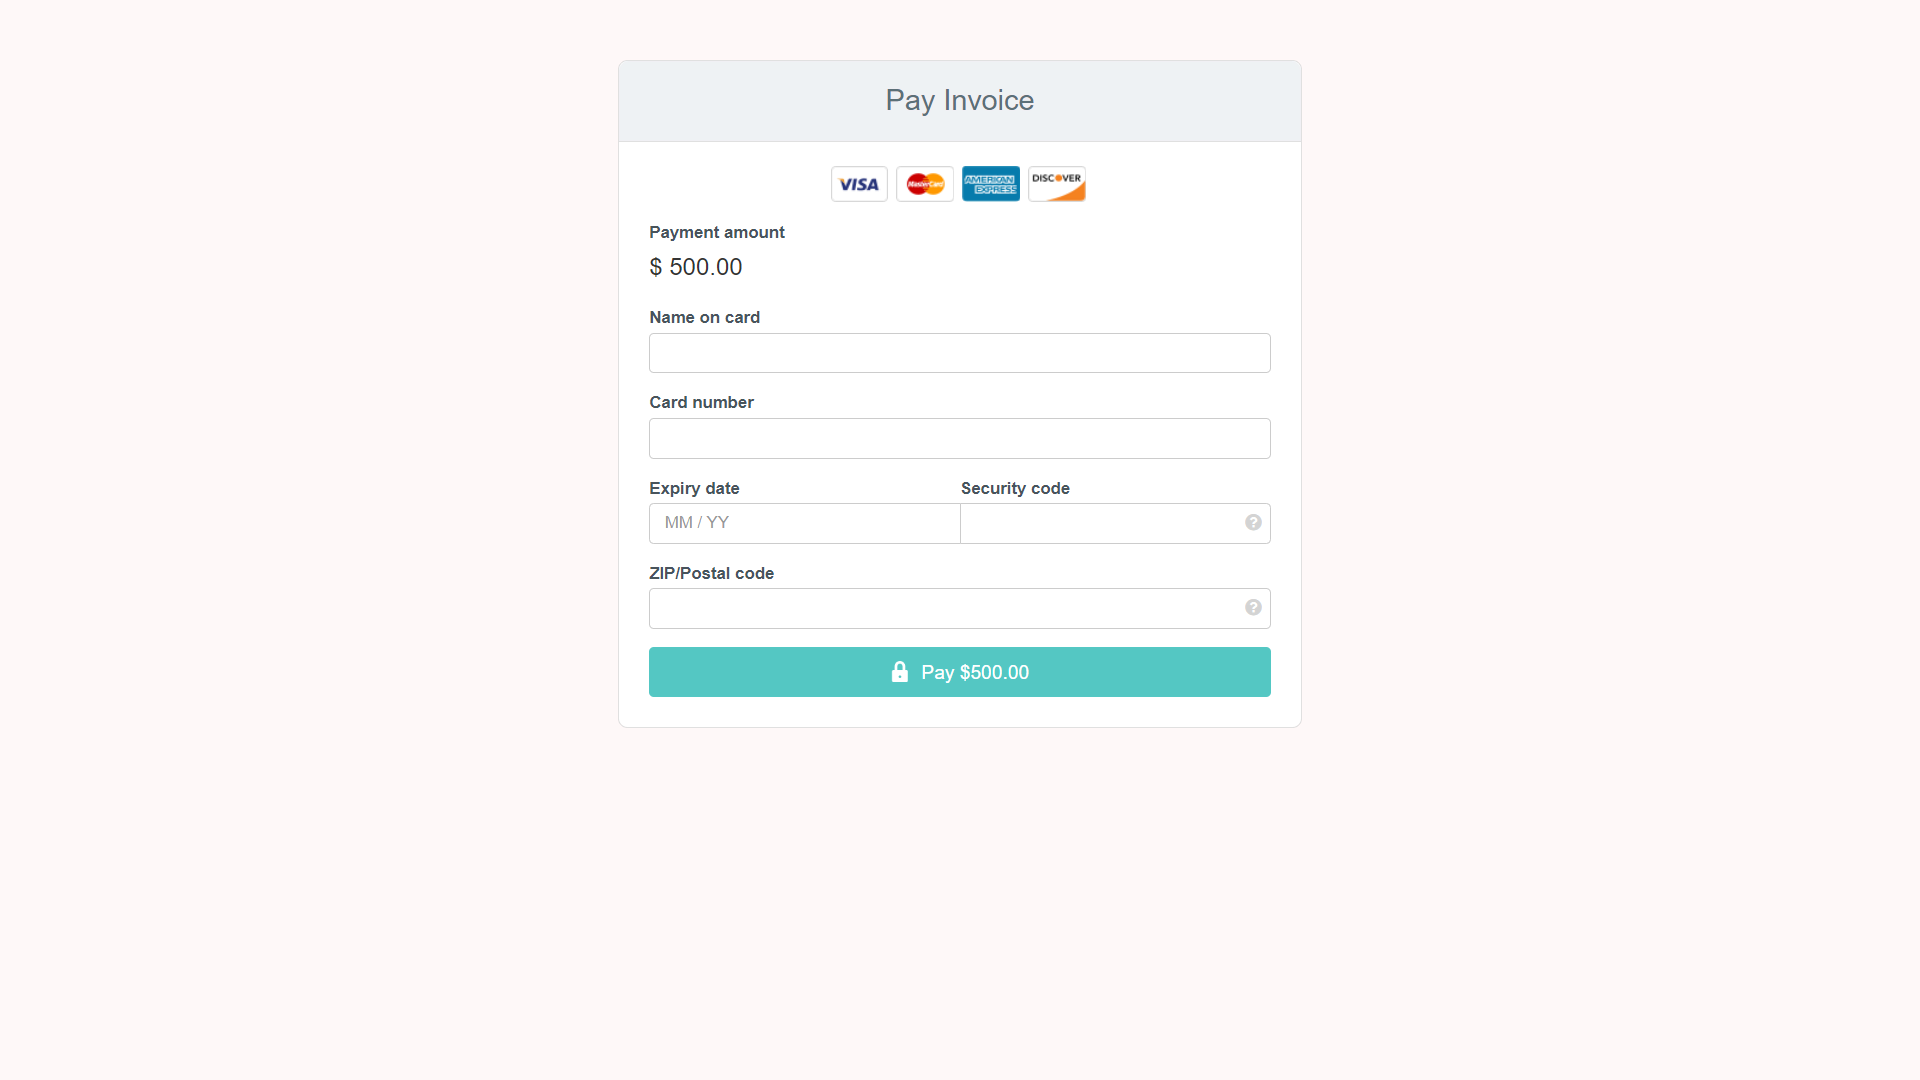 Pay Invoice
VISA MasterCard AMERICAN EXPRESS DISCOVER
Payment amount
$ 500.00
Name on card
Card number
Expiry date Security code
MM / YY ?
ZIP/Postal code
?
Pay $500.00